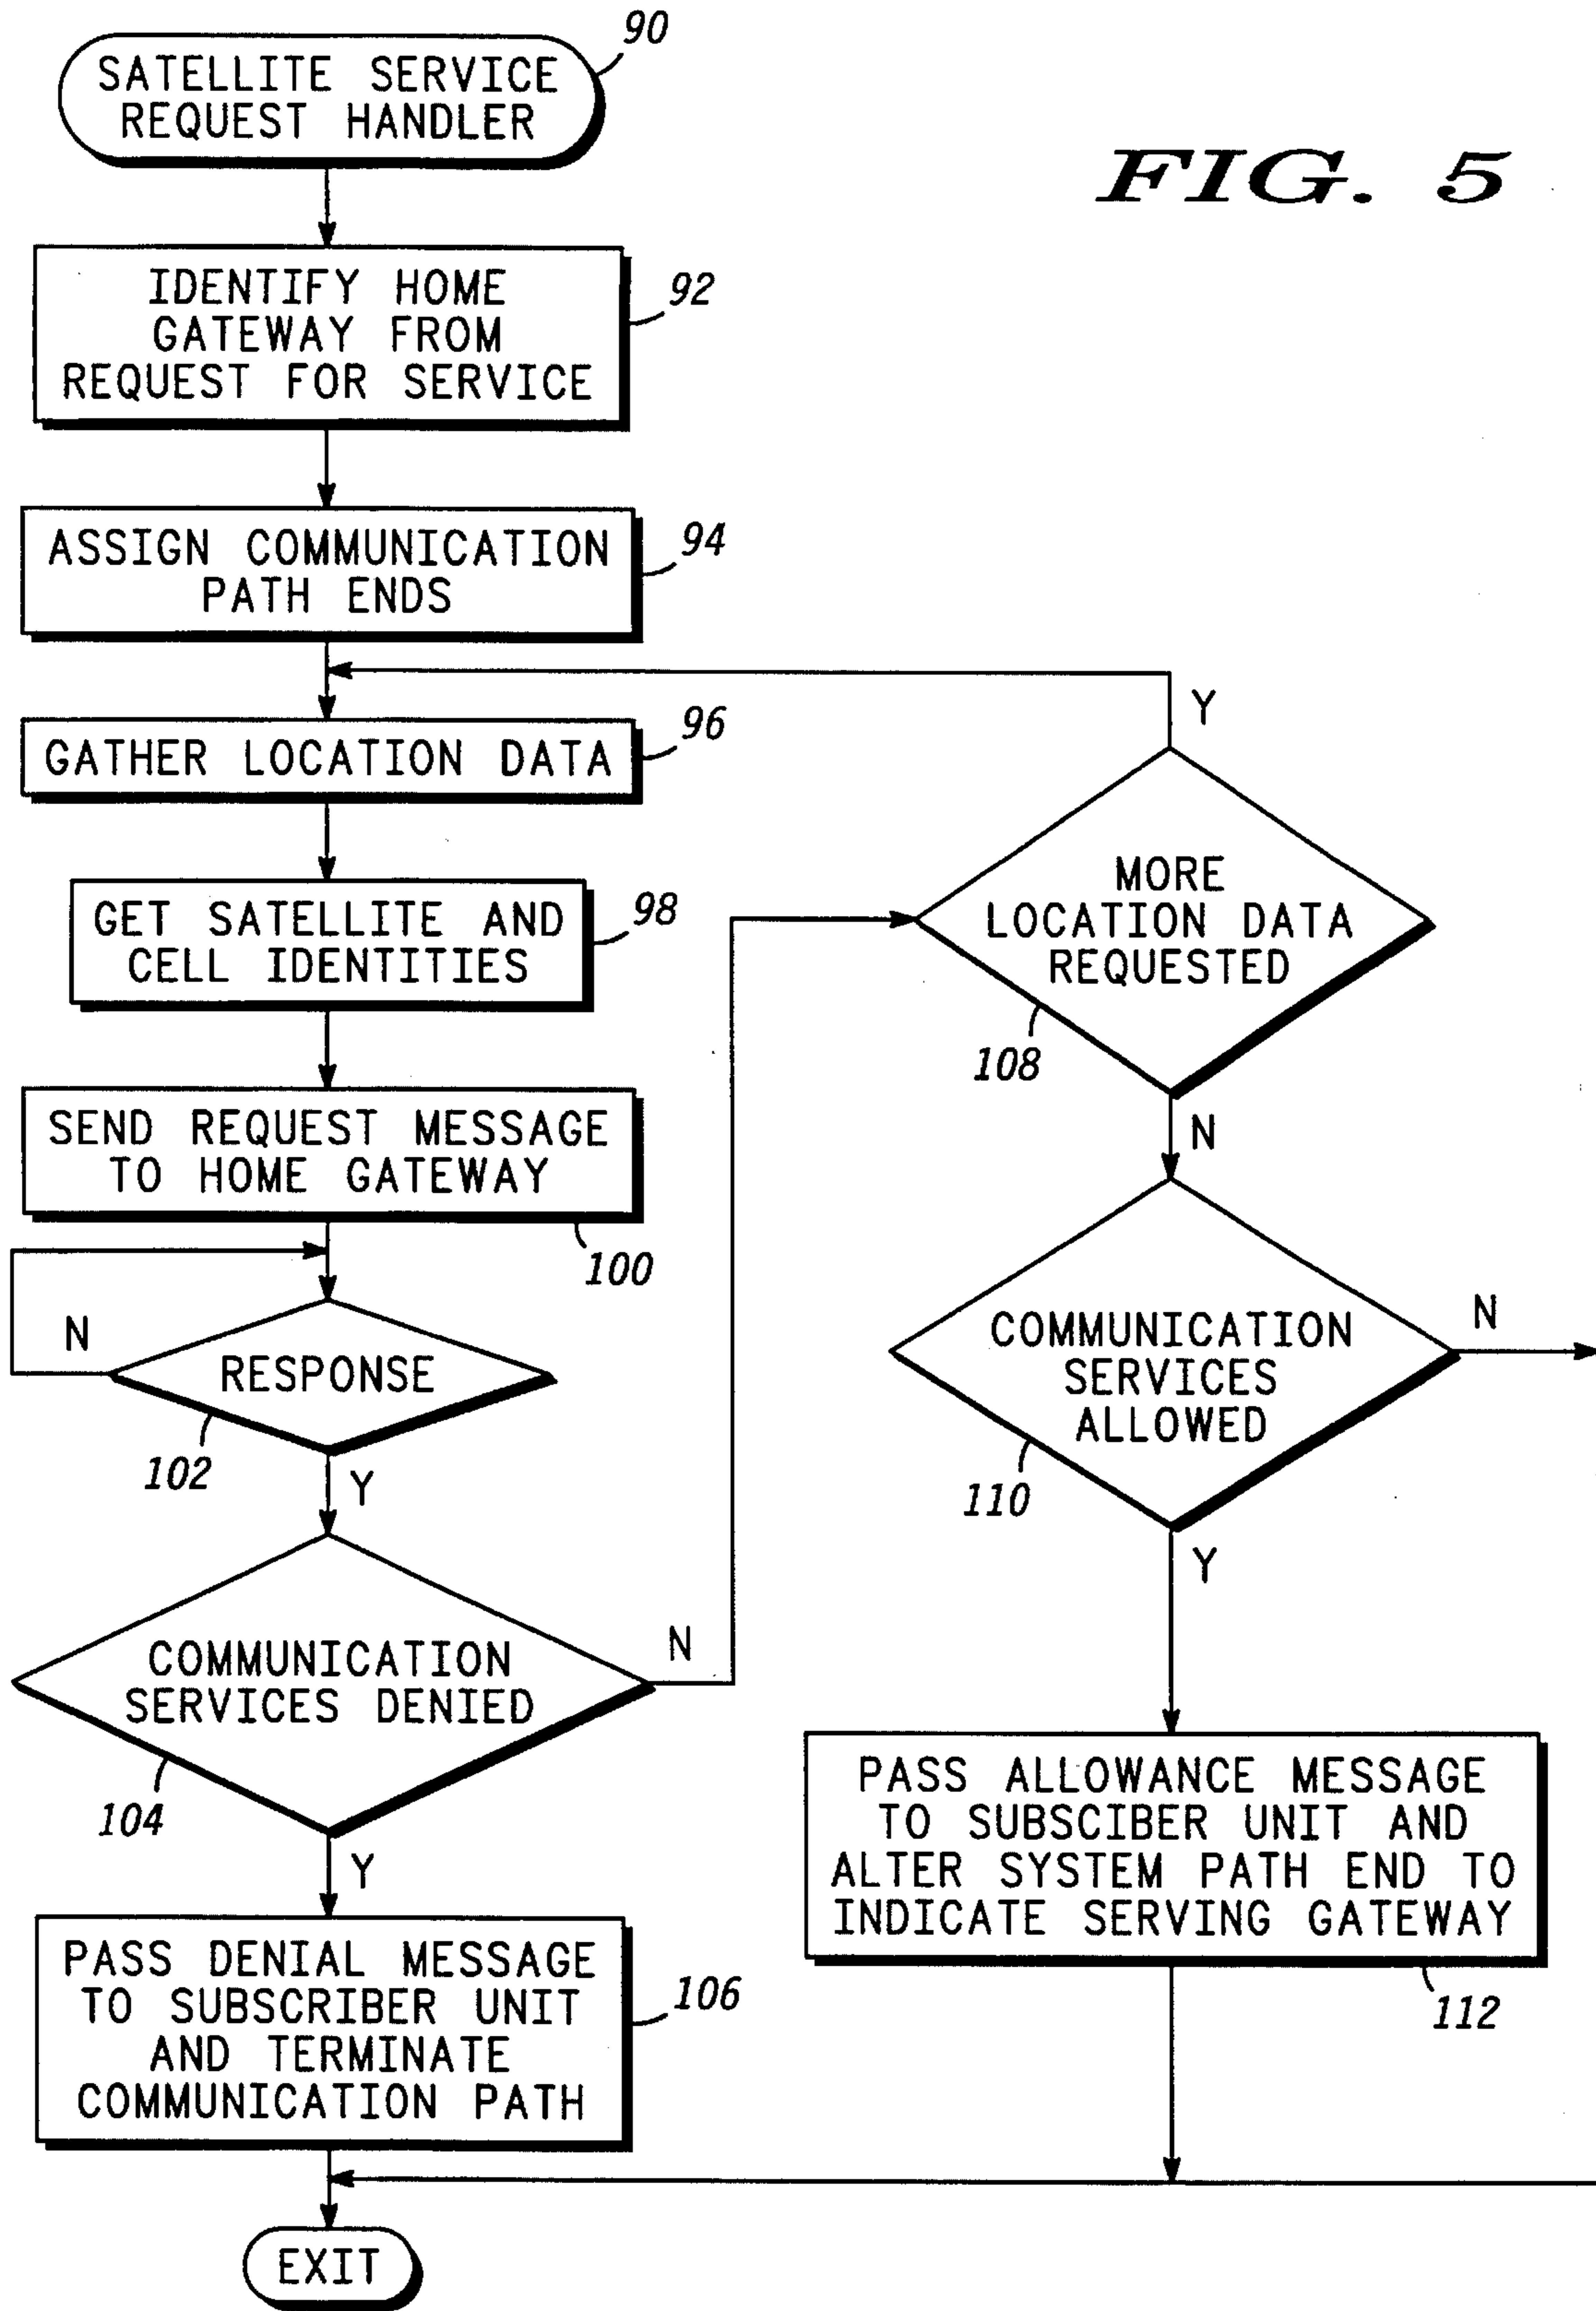 90
SATELLITE SERVICE
REQUEST HANDLER
FIG. 5
IDENTIFY HOME
GATEWAY FROM
REQUEST FOR SERVICE
92
ASSIGN COMMUNICATION
PATH ENDS
94
GATHER LOCATION DATA
96
GET SATELLITE AND
CELL IDENTITIES
98
SEND REQUEST MESSAGE
TO HOME GATEWAY
100
N
RESPONSE
102
Y
COMMUNICATION
SERVICES DENIED
N
104
Y
PASS DENIAL MESSAGE
TO SUBSCRIBER UNIT
AND TERMINATE
COMMUNICATION PATH
106
EXIT
Y
MORE
LOCATION DATA
REQUESTED
108
N
COMMUNICATION
SERVICES
ALLOWED
N
110
Y
PASS ALLOWANCE MESSAGE
TO SUBSCIBER UNIT AND
ALTER SYSTEM PATH END TO
INDICATE SERVING GATEWAY
112